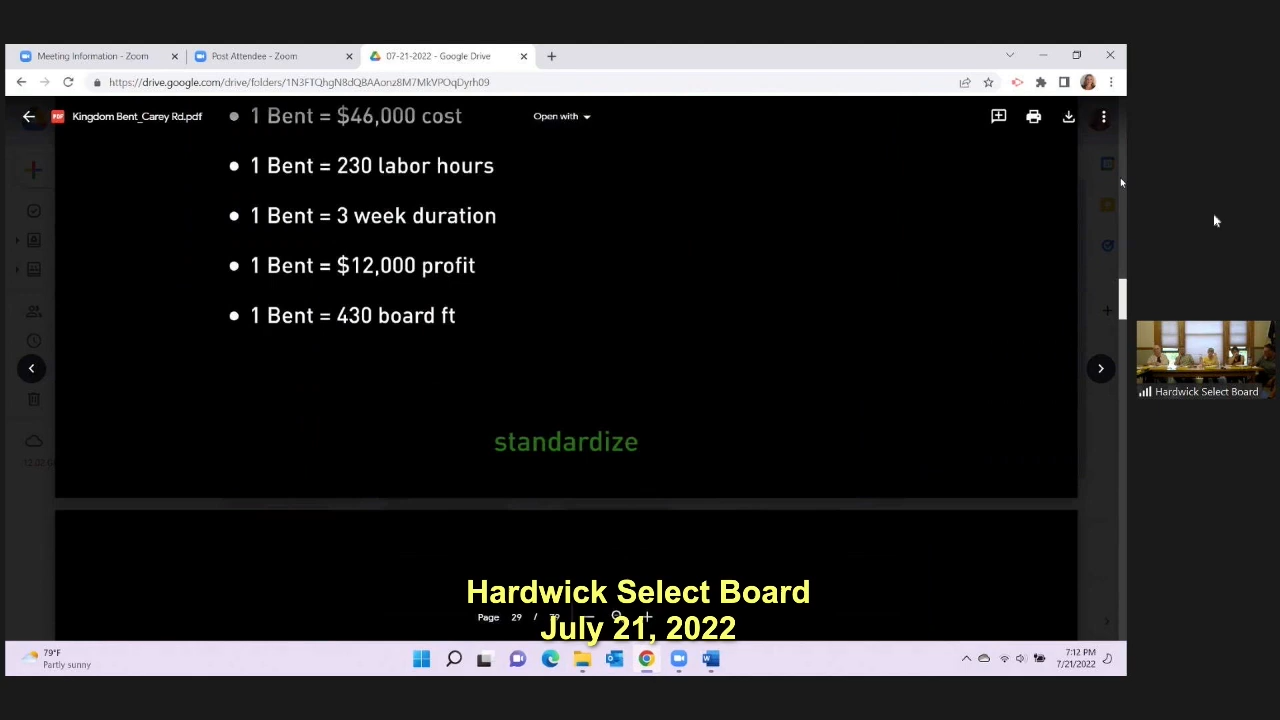 Meeting Information - Zoom
Post Attendee - Zoom
07-21-2022 - Google Drive
https://drive.google.com/drive/folders/1N3FTQhgN8dQBAAonz8M7MkVPOqDyrh09
Kingdom Bent_Carey Rd.pdf
Open with
• 1 Bent = $46,000 cost
• 1 Bent = 230 labor hours
• 1 Bent = 3 week duration
• 1 Bent = $12,000 profit
• 1 Bent = 430 board ft
standardize
Hardwick Select Board
Hardwick Select Board
Page 29 / 79
July 21, 2022
79°F
Partly sunny
7:12 PM
7/21/2022